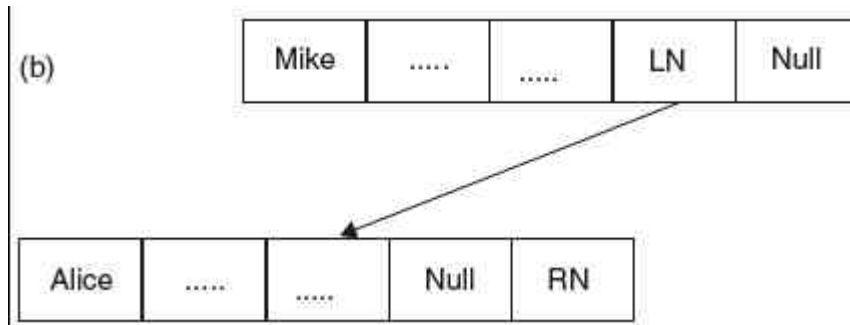 (b) Mike ..... ..... LN Null
Alice ..... ..... Null RN